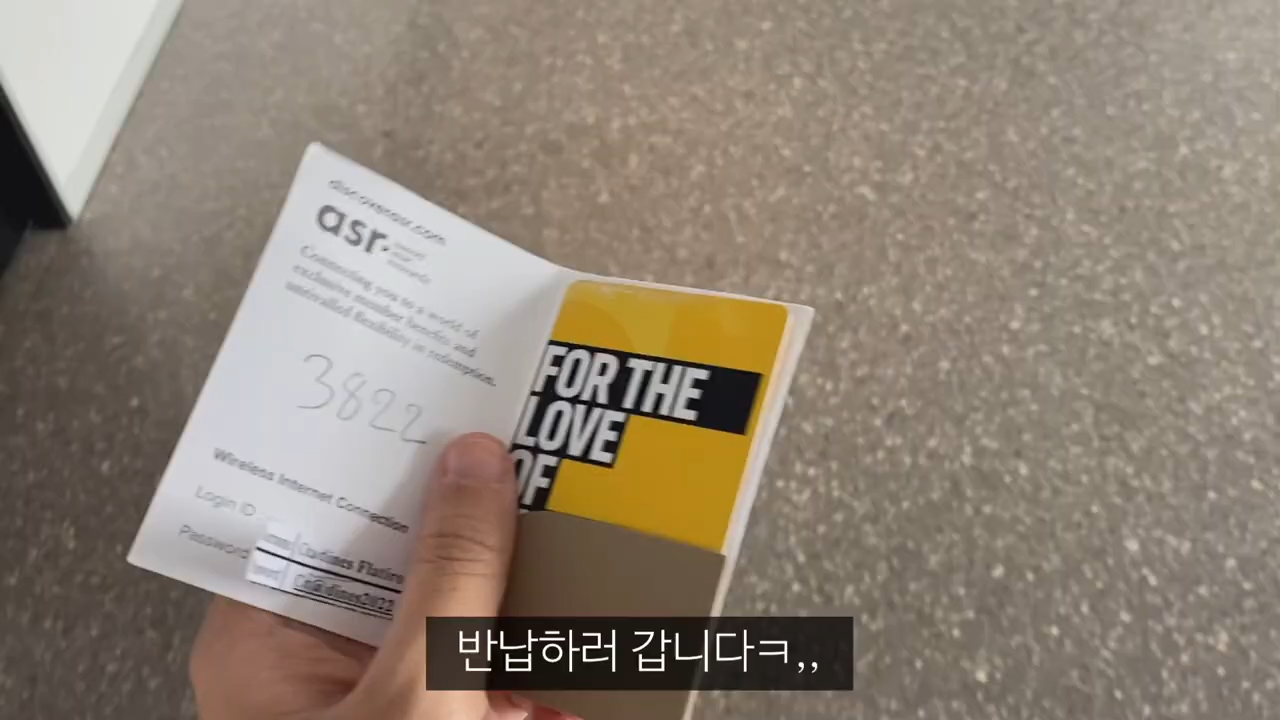 discoverasr.com
asr.
Connecting you to a world of
exclusive member benefits and
unrivalled flexibility in redemption.
3822
Wireless Internet Connection
Login ID
Password
FOR THE
LOVE
OF
반납하러 갑니다ㅋ,,